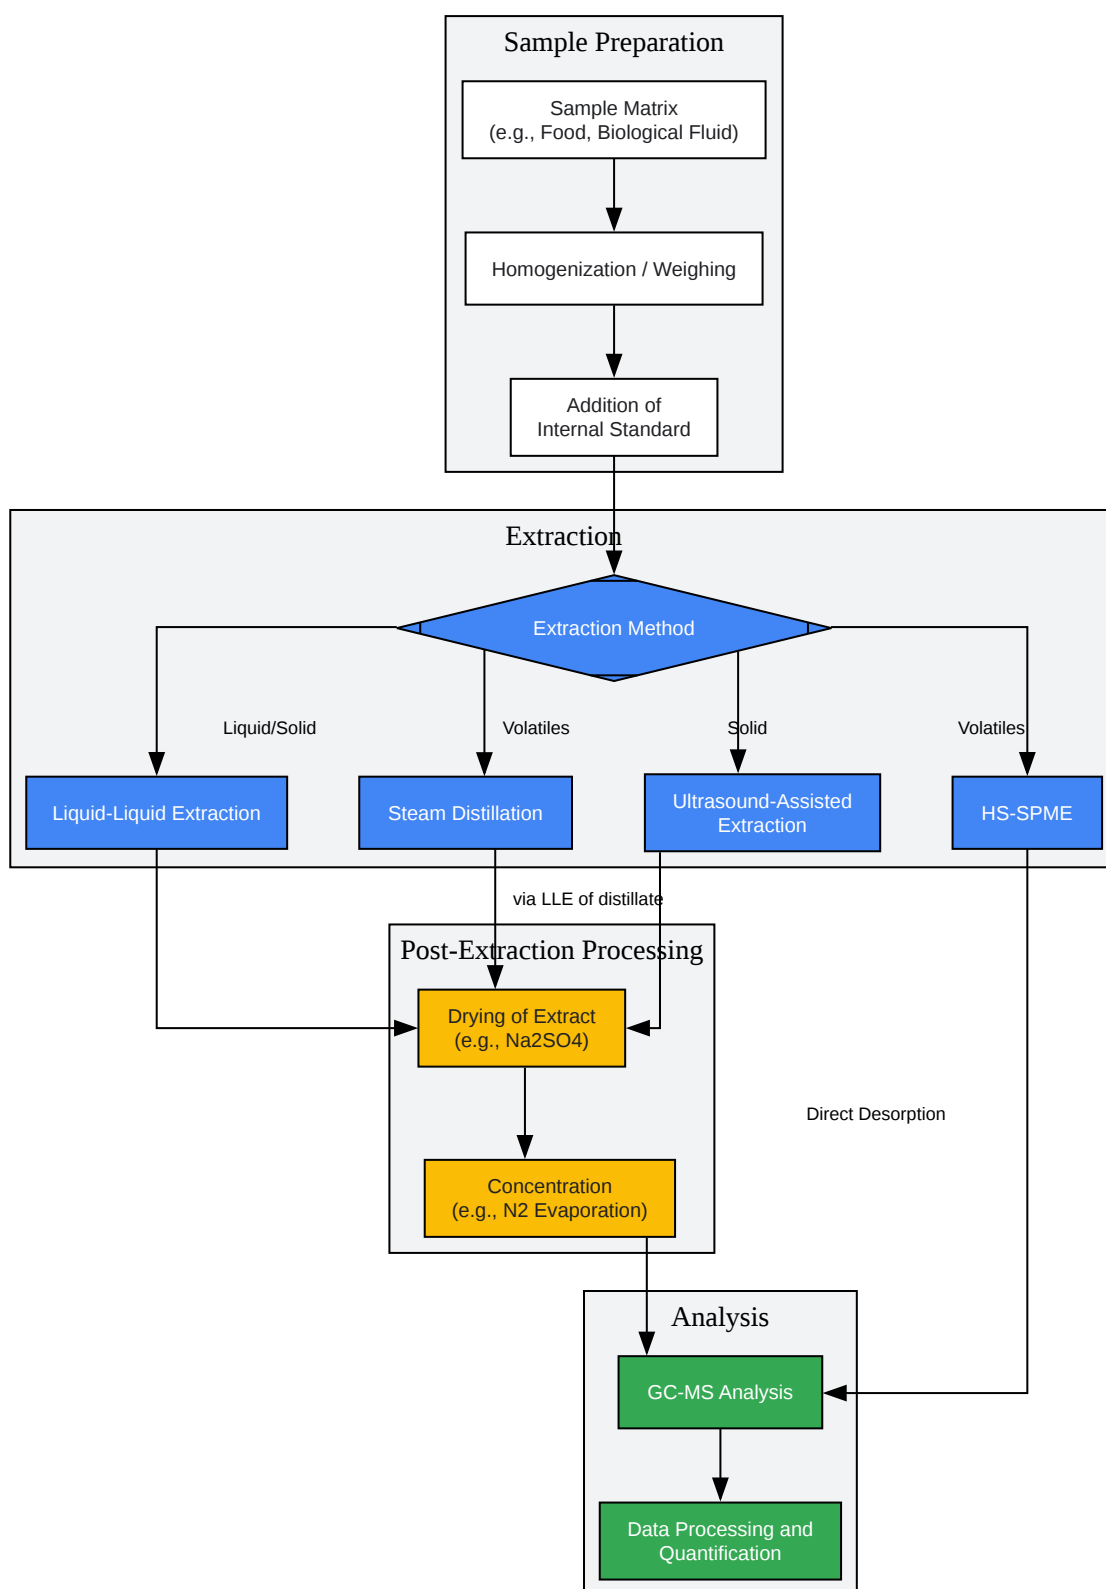 Sample Preparation
Sample Matrix
(e.g., Food, Biological Fluid)
Homogenization / Weighing
Addition of
Internal Standard
Extraction
Extraction Method
Liquid/Solid
Volatiles
Solid
Volatiles
Liquid-Liquid Extraction
Steam Distillation
Ultrasound-Assisted
Extraction
HS-SPME
via LLE of distillate
Post-Extraction Processing
Drying of Extract
(e.g., Na2SO4)
Direct Desorption
Concentration
(e.g., N2 Evaporation)
Analysis
GC-MS Analysis
Data Processing and
Quantification